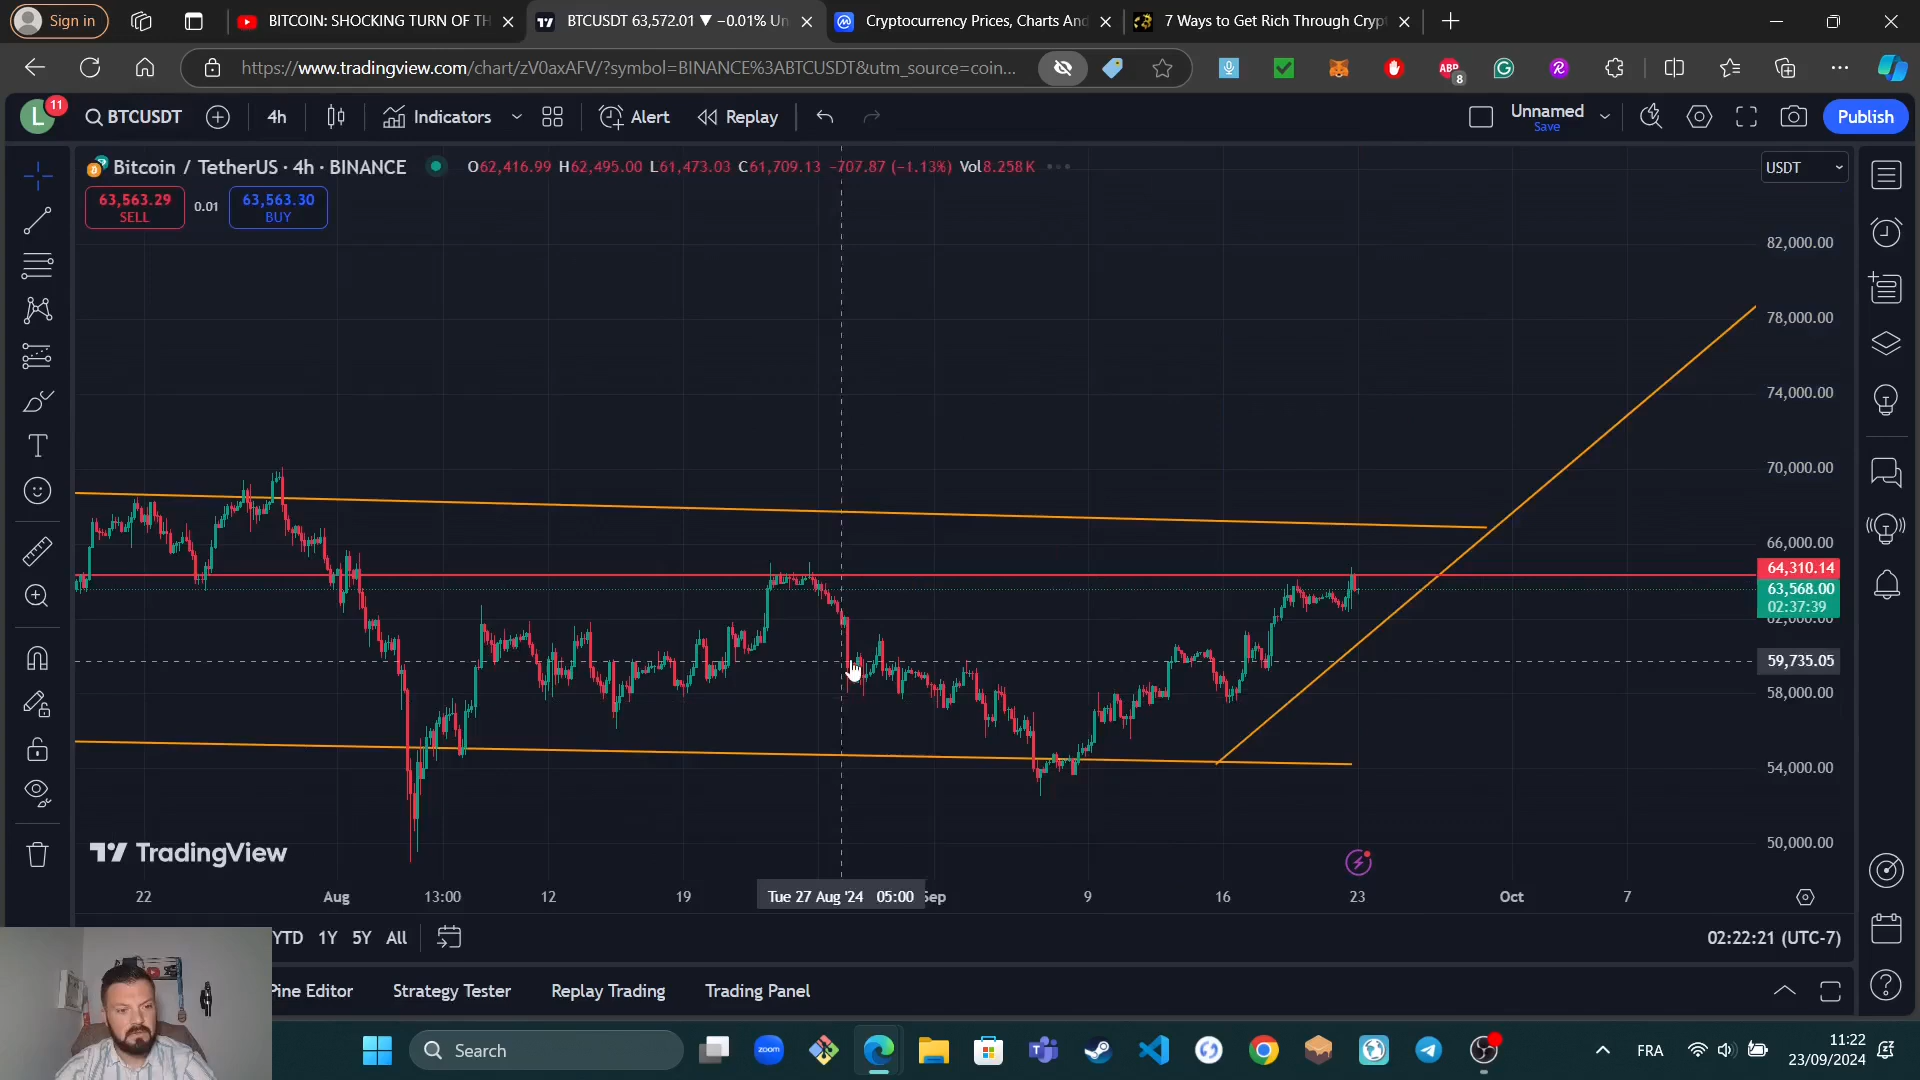 Sign in
BITCOIN: SHOCKING TURN OF TH
BTCUSDT 63,572.01 ▼ −0.01% Un
Cryptocurrency Prices, Charts And
7 Ways to Get Rich Through Crypt
https://www.tradingview.com/chart/zV0axAFV/?symbol=BINANCE%3ABTCUSDT&utm_source=coin...
ABP
8
L
11
BTCUSDT
4h
Indicators
Alert
Replay
Unnamed
Save
Publish
Bitcoin / TetherUS · 4h · BINANCE
O62,416.99 H62,495.00 L61,473.03 C61,709.13 −707.87 (−1.13%) Vol8.258K
USDT
63,563.29
SELL
0.01
63,563.30
BUY
82,000.00
78,000.00
74,000.00
70,000.00
66,000.00
64,310.14
63,568.00
02:37:39
62,000.00
59,735.05
58,000.00
54,000.00
50,000.00
TradingView
22
Aug
13:00
12
19
Tue 27 Aug '24 05:00
Sep
9
16
23
Oct
7
YTD 1Y 5Y All
02:22:21 (UTC-7)
Pine Editor
Strategy Tester
Replay Trading
Trading Panel
Search
zoom
FRA
11:22
23/09/2024